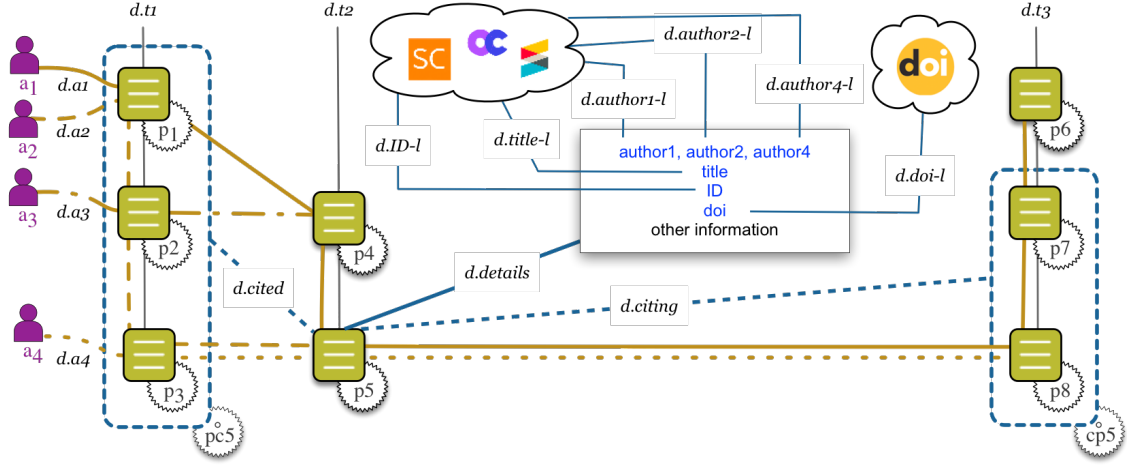 d.t1
d.t2
d.t3
a1
d.a1
a2
d.a2
p1
a3
d.a3
p2
a4
d.a4
p3
pc5
d.cited
p4
p5
SC
OC
d.ID-l
d.title-l
d.author1-l
d.author2-l
d.author4-l
doi
d.doi-l
author1, author2, author4
title
ID
doi
other information
d.details
d.citing
p6
p7
p8
cp5